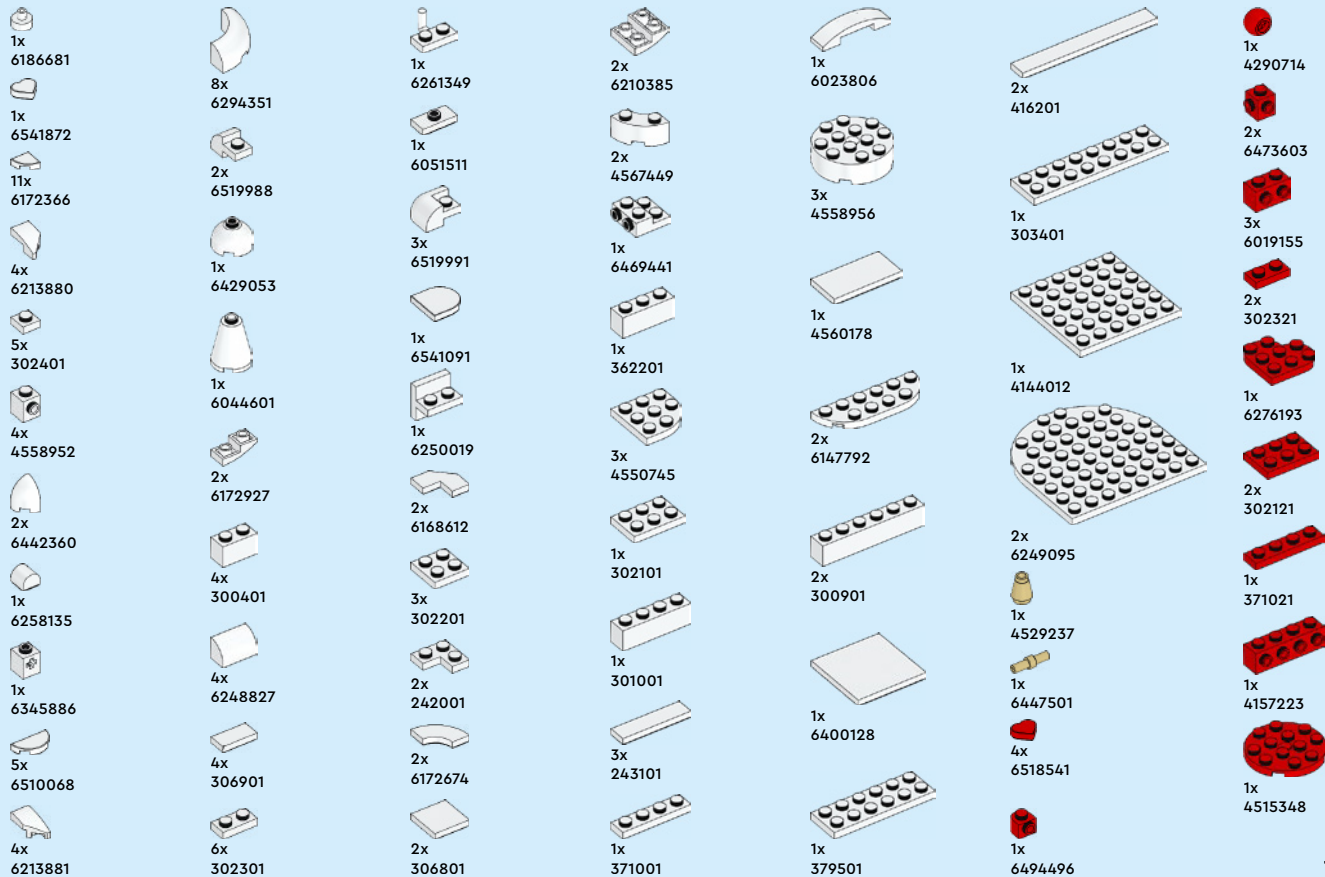 1x
6186681
1x
6541872
11x
6172366
4x
6213880
5x
302401
4x
4558952
2x
6442360
1x
6258135
1x
6345886
5x
6510068
4x
6213881
8x
6294351
2x
6519988
1x
6429053
1x
6044601
2x
6172927
4x
300401
4x
6248827
4x
306901
6x
302301
1x
6261349
1x
6051511
3x
6519991
1x
6541091
1x
6250019
2x
6168612
3x
302201
2x
242001
2x
6172674
2x
306801
2x
6210385
2x
4567449
1x
6469441
1x
362201
3x
4550745
1x
302101
1x
301001
3x
243101
1x
371001
1x
6023806
3x
4558956
1x
4560178
2x
6147792
2x
300901
1x
6400128
1x
379501
2x
416201
1x
303401
1x
4144012
2x
6249095
1x
4529237
1x
6447501
4x
6518541
1x
6494496
1x
4290714
2x
6473603
3x
6019155
2x
302321
1x
6276193
2x
302121
1x
371021
1x
4157223
1x
4515348